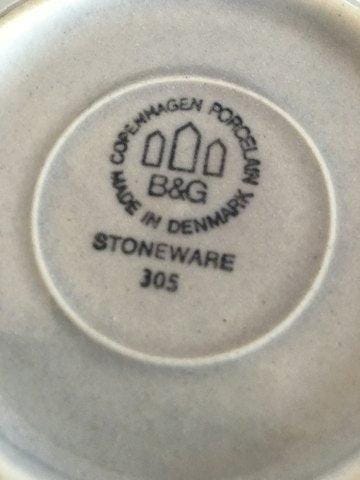 COPENHAGEN PORCELAIN
B&G
MADE IN DENMARK
STONEWARE
305